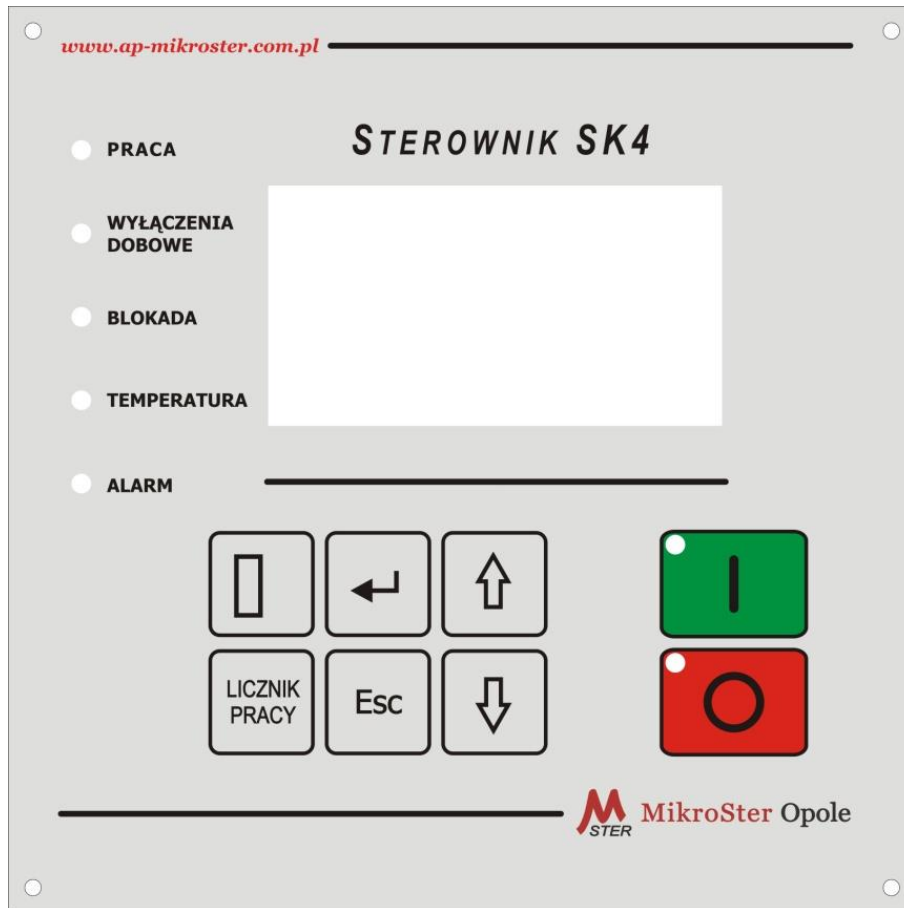 www.ap-mikroster.com.pl
STEROWNIK SK4
PRACA
WYŁĄCZENIA
DOBOWE
BLOKADA
TEMPERATURA
ALARM
LICZNIK
PRACY
Esc
M
STER
MikroSter Opole